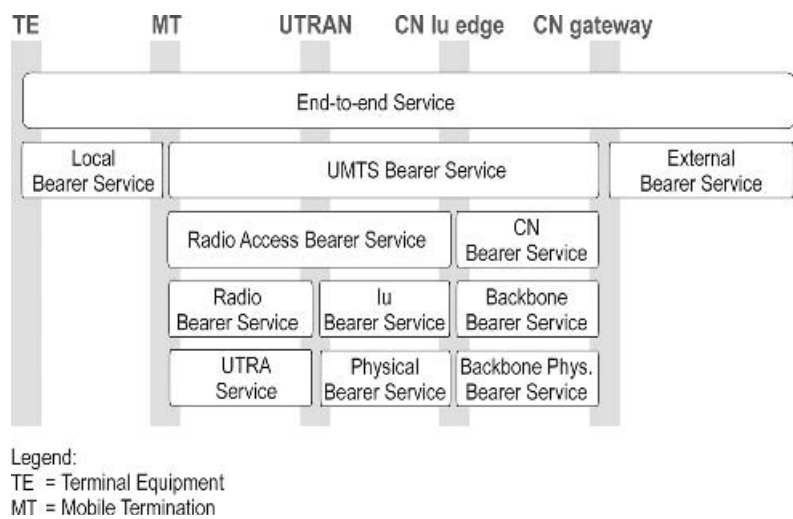 TE MT UTRAN CN Iu edge CN gateway
End-to-end Service
Local
Bearer Service
UMTS Bearer Service
External
Bearer Service
Radio Access Bearer Service
CN
Bearer Service
Radio
Bearer Service
Iu
Bearer Service
Backbone
Bearer Service
UTRA
Service
Physical
Bearer Service
Backbone Phys.
Bearer Service
Legend:
TE = Terminal Equipment
MT = Mobile Termination